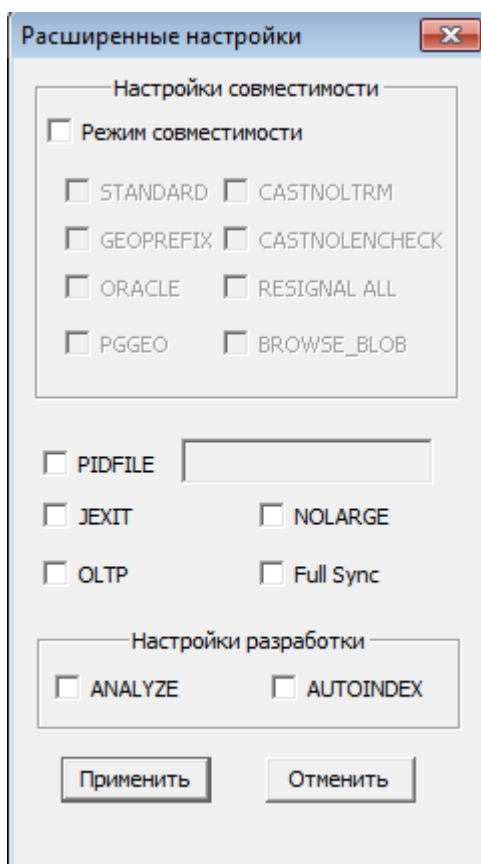 Расширенные настройки
Настройки совместимости
Режим совместимости
STANDARD CASTNOLTRM
GEOPREFIX CASTNOLENCHECK
ORACLE RESIGNAL ALL
PGGEO BROWSE_BLOB
PIDFILE
JEXIT NOLARGE
OLTP Full Sync
Настройки разработки
ANALYZE AUTOINDEX
Применить Отменить